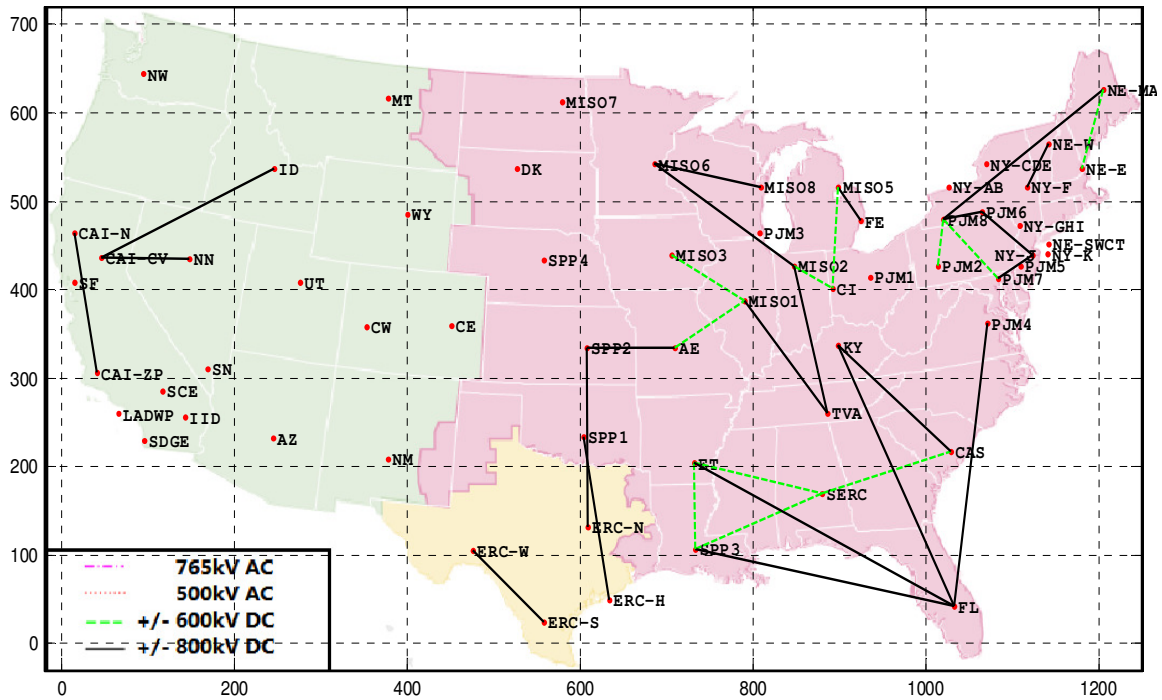 700
600
500
400
300
200
100
0
NW
MT
MISO7
NE-MA
NE-W
ID
DK
MISO6
NY-CDE
NE-E
MISO8
MISO5
NY-AB
NY-F
WY
FE
PJM8
PJM6
NY-GHI
CAI-N
PJM3
NE-SWCT
CAI-CV
NN
SPP4
MISO3
MISO2
NY-J
NY-K
PJM2
PJM5
SF
UT
PJM1
PJM7
CI
MISO1
CW
CE
PJM4
SPP2
AE
KY
CAI-ZP
SN
SCE
LADWP
IID
TVA
SDGE
AZ
SPP1
NM
CAS
ET
SERC
ERC-N
ERC-W
SPP3
ERC-H
FL
ERC-S
765kV AC
500kV AC
+/- 600kV DC
+/- 800kV DC
0 200 400 600 800 1000 1200